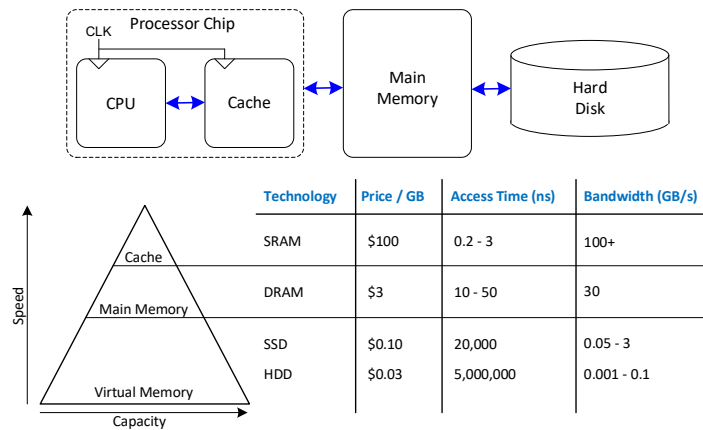 Processor Chip
CLK
CPU
Cache
Main
Memory
Hard
Disk
Technology Price / GB Access Time (ns) Bandwidth (GB/s)
SRAM $100 0.2 - 3 100+
Cache
DRAM $3 10 - 50 30
Main Memory
Speed
SSD $0.10 20,000 0.05 - 3
HDD $0.03 5,000,000 0.001 - 0.1
Virtual Memory
Capacity